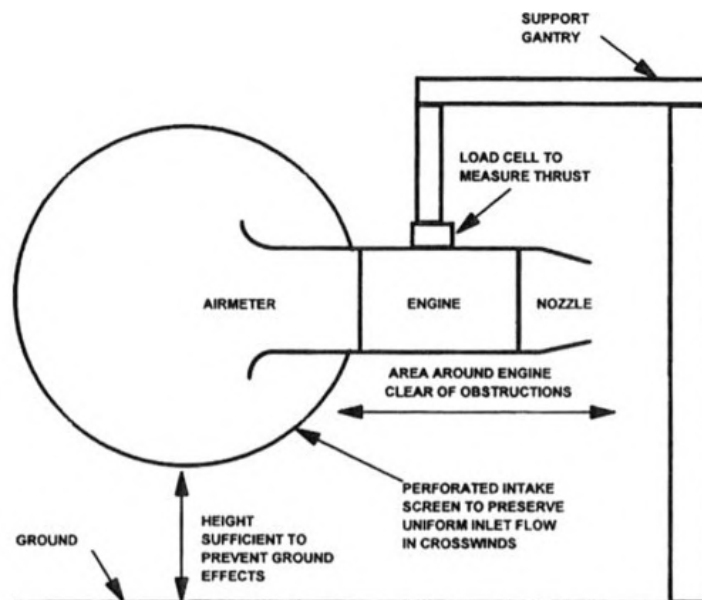 SUPPORT
GANTRY
LOAD CELL TO
MEASURE THRUST
AIRMETER
ENGINE
NOZZLE
AREA AROUND ENGINE
CLEAR OF OBSTRUCTIONS
PERFORATED INTAKE
SCREEN TO PRESERVE
UNIFORM INLET FLOW
IN CROSSWINDS
HEIGHT
SUFFICIENT TO
PREVENT GROUND
EFFECTS
GROUND